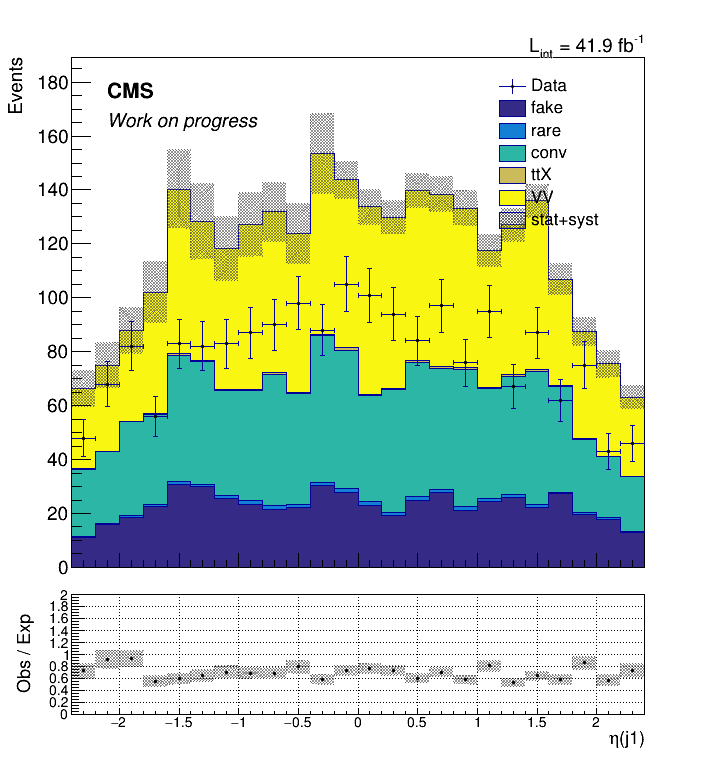 L_int = 41.9 fb^-1
Events
CMS
Work on progress
Data
fake
rare
conv
ttX
VV
stat+syst
180
160
140
120
100
80
60
40
20
0
Obs / Exp
2
1.8
1.6
1.4
1.2
1
0.8
0.6
0.4
0.2
0
−2 −1.5 −1 −0.5 0 0.5 1 1.5 2
η(j1)